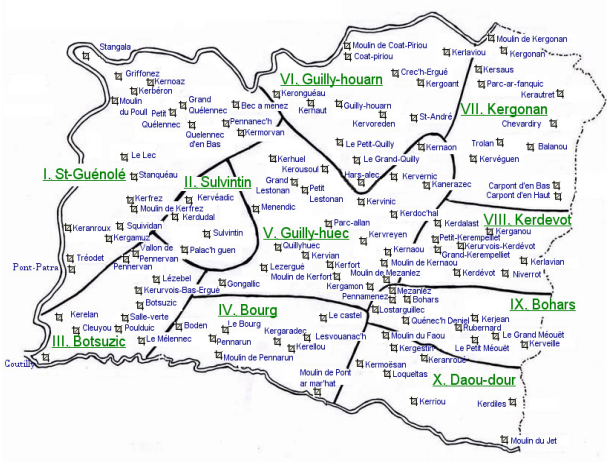 Moulin de Kergonan
Stangala
Moulin de Coat-Piriou
Kerlaviou
Kergonan
Coat-piriou
Griffonez
Crec'h-Ergué
Kersaus
VI. Guilly-houarn
Kernoaz
Kergoant
Parc-ar-fanquic
Kerbéron
Keronguéau
Kerautret
Moulin
du Poull
Grand
Quélennec
Bec a menez
Kerhaut
Guilly-houarn
VII. Kergonan
Petit
Quélennec
Kervoreden
St-André
Pennanec'h
Chevardiry
Quelennec
d'en Bas
Kermorvan
Le Petit-Quilly
Kernaon
Trolan
Balanou
Le Lec
Kerhuel
Le Grand-Quilly
Kervéguen
Kerousoul
Hars-alec
Kervernic
I. St-Guénolé
Stanquéau
II. Sulvintin
Grand
Lestonan
Kanerazec
Carpont d'en Bas
Petit
Lestonan
Carpont d'en Haut
Kerfrez
Kervéadic
Kervinic
Moulin de Kerfrez
Menendic
Kerdoc'hal
VIII. Kerdevot
Kerdudal
Parc-allan
Kerdalast
Keranroux
Squividan
V. Guilly-huec
Kerganou
Kergamuz
Sulvintin
Kervreyen
Petit-Kerempellet
Quillyhuec
Kerurvois-Kerdévot
Vallon de
Pennervan
Palac'h guen
Kervian
Kernaou
Grand-Kerempellet
Tréodet
Kerlavian
Pont-Patra
Pennervan
Lezergué
Kerfort
Moulin de Kernaou
Moulin de Kerfort
Moulin de Mezanlez
Kerdévot
Niverrot
Lézebel
Gongallic
Kergamon
Kerurvois-Bas-Ergué
Mezanlez
Pennamenez
Bohars
IX. Bohars
Botsuzic
IV. Bourg
Lostarguillec
Kerelan
Salle-verte
Le castel
Quénec'h Deniel
Kerjean
Cleuyou
Poulduic
Boden
Le Bourg
Rubernard
Kergaradec
Lesvouanac'h
Moulin du Faou
Le Grand Méouët
III. Botsuzic
Le Mélennec
Pennarun
Kergestin
Le Petit Méouët
Kerveille
Kerellou
Keranroué
Goutilly
Moulin de Pennarun
Kermoësan
Moulin de Pont
ar mar'hat
Loqueltas
X. Daou-dour
Kerriou
Kerdiles
Moulin du Jet